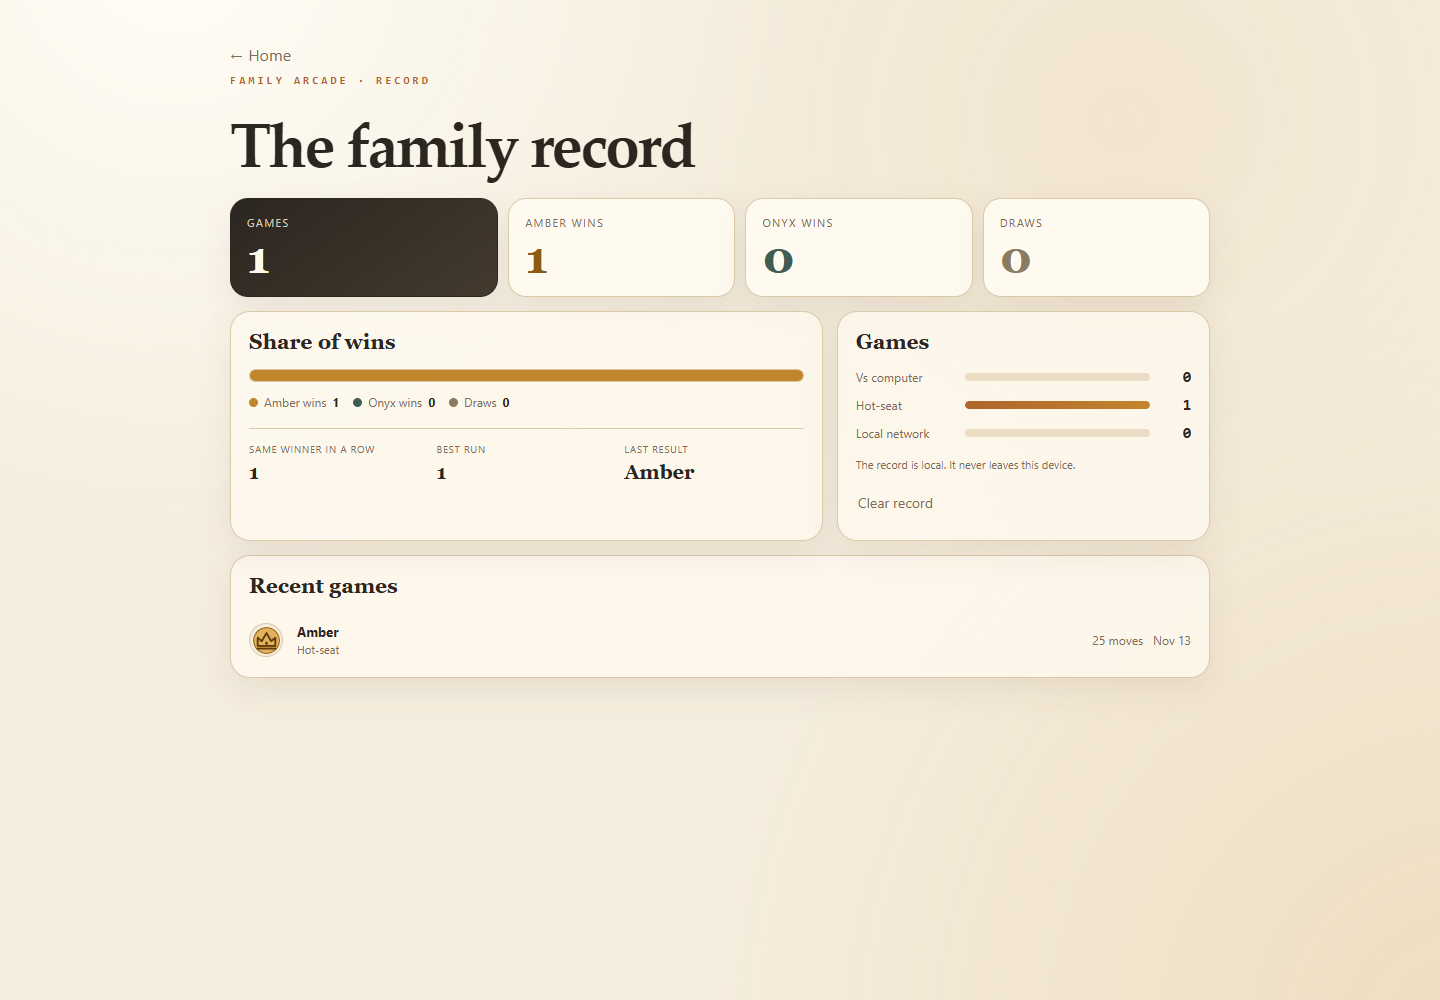 ← Home
FAMILY ARCADE · RECORD
The family record
GAMES
1
AMBER WINS
1
ONYX WINS
0
DRAWS
0
Share of wins
Amber wins 1 Onyx wins 0 Draws 0
SAME WINNER IN A ROW
1
BEST RUN
1
LAST RESULT
Amber
Games
Vs computer 0
Hot-seat 1
Local network 0
The record is local. It never leaves this device.
Clear record
Recent games
Amber
Hot-seat
25 moves Nov 13